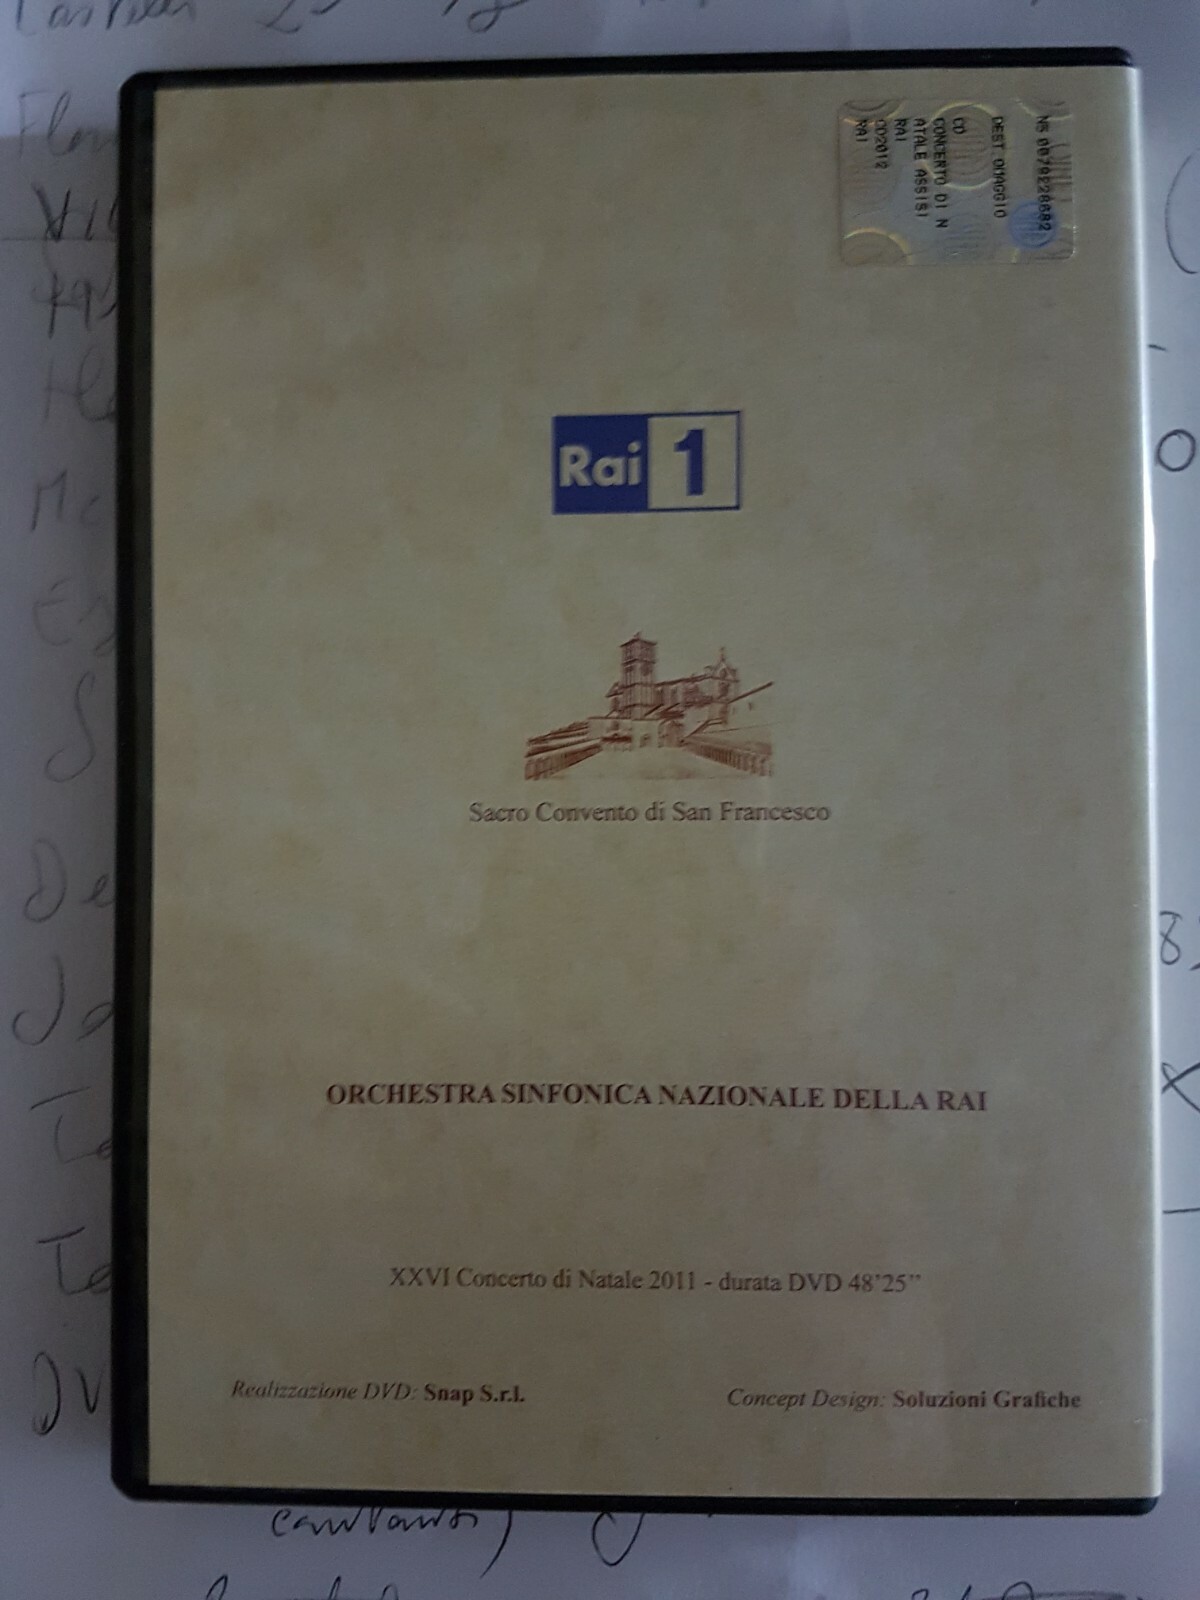 NS 0079228682
DEST.OMAGGIO
CD
CONCERTO DI N
ATALE ASSISI
RAI
CD2012
RAI
Rai 1
Sacro Convento di San Francesco
ORCHESTRA SINFONICA NAZIONALE DELLA RAI
XXVI Concerto di Natale 2011 - durata DVD 48'25"
Realizzazione DVD: Snap S.r.l.
Concept Design: Soluzioni Grafiche